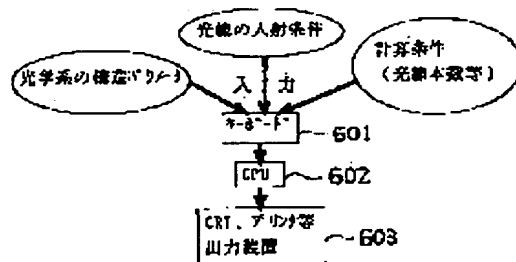 光線の入射条件
光学系の構造パラメータ
計算条件
(光線本数等)
入 力
キーボード
601
CPU
602
CRT、プリンタ等
出力装置
603